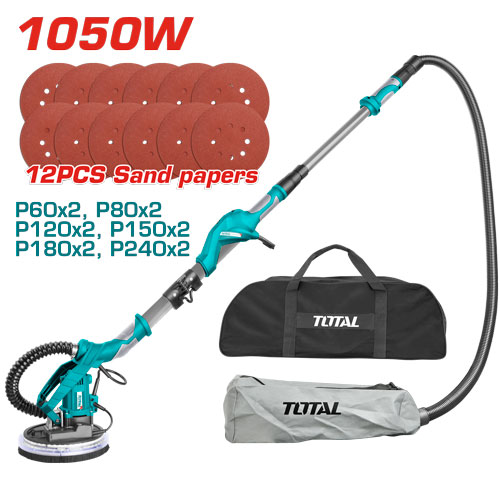 1050W
12PCS Sand papers
P60x2, P80x2
P120x2, P150x2
P180x2, P240x2
TOTAL
TOTAL